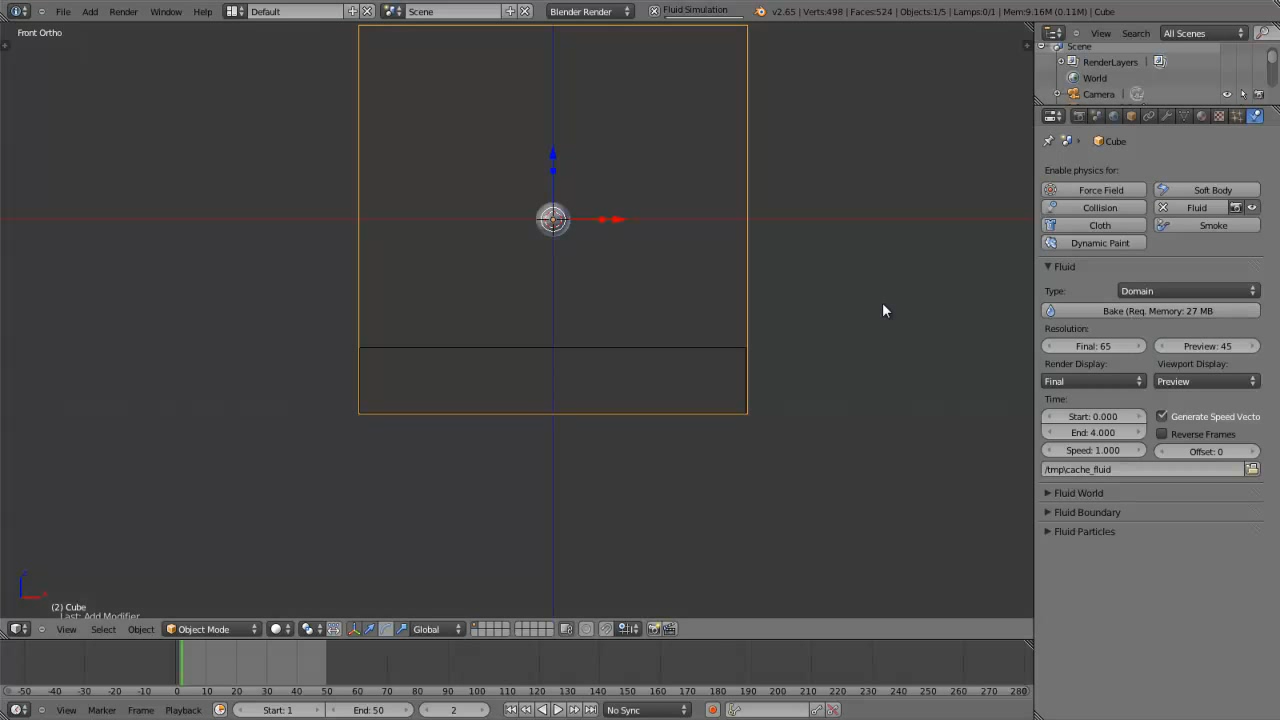 File Add Render Window Help Default Scene Blender Render Fluid Simulation v2.65 | Verts:498 | Faces:524 | Objects:1/5 | Lamps:0/1 | Mem:9.16M (0.11M) | Cube
Front Ortho
View Search All Scenes
Scene
RenderLayers
World
Camera
Cube
Enable physics for:
Force Field Soft Body
Collision Fluid
Cloth Smoke
Dynamic Paint
Fluid
Type: Domain
Bake (Req. Memory: 27 MB
Resolution:
Final: 65 Preview: 45
Render Display: Viewport Display:
Final Preview
Time:
Start: 0.000 Generate Speed Vecto
End: 4.000 Reverse Frames
Speed: 1.000 Offset: 0
/tmp\cache_fluid
Fluid World
Fluid Boundary
Fluid Particles
(2) Cube
Last: Add Modifier
View Select Object Object Mode Global
-50 -40 -30 -20 -10 0 10 20 30 40 50 60 70 80 90 100 110 120 130 140 150 160 170 180 190 200 210 220 230 240 250 260 270 280
View Marker Frame Playback Start: 1 End: 50 2 No Sync